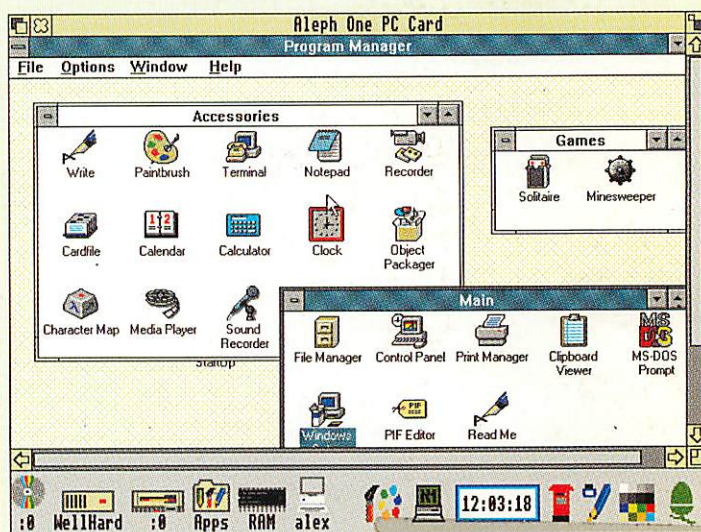 Aleph One PC Card
Program Manager
File Options Window Help
Accessories
Write Paintbrush Terminal Notepad Recorder
Cardfile Calendar Calculator Clock Object Packager
Character Map Media Player Sound Recorder
StartUp
Games
Solitaire Minesweeper
Main
File Manager Control Panel Print Manager Clipboard Viewer MS-DOS Prompt
Windows
PIF Editor Read Me
:0 WellHard :0 Apps RAM alex
12:03:18